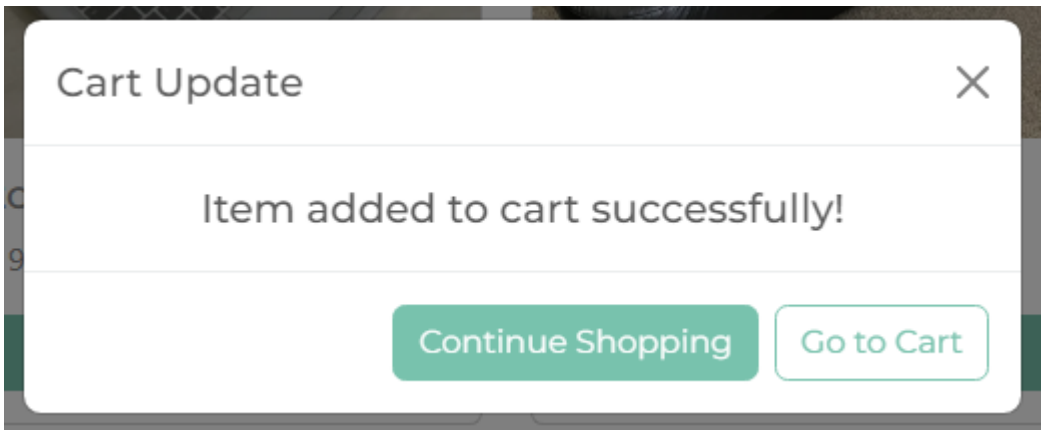 Cart Update
Item added to cart successfully!
Continue Shopping
Go to Cart